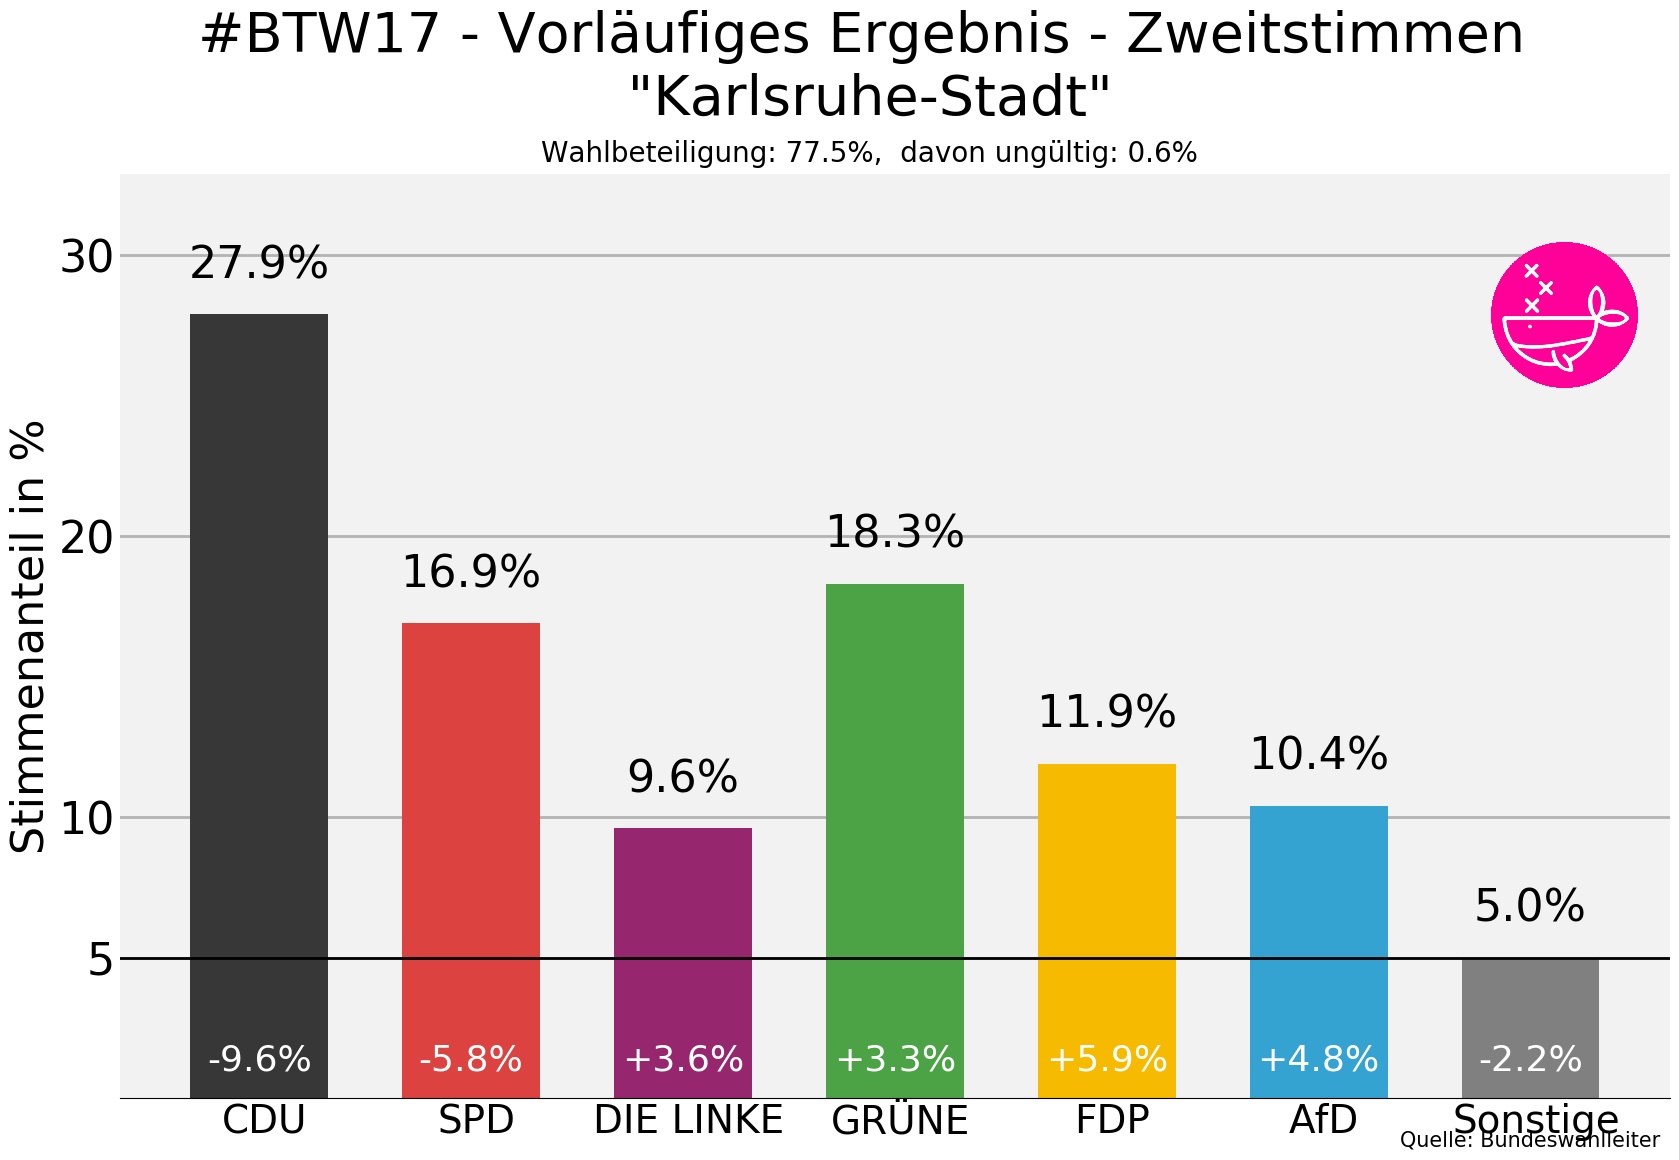 #BTW17 - Vorläufiges Ergebnis - Zweitstimmen
"Karlsruhe-Stadt"
Wahlbeteiligung: 77.5%, davon ungültig: 0.6%
Stimmenanteil in %
30
20
10
5
27.9%
16.9%
9.6%
18.3%
11.9%
10.4%
5.0%
-9.6%
-5.8%
+3.6%
+3.3%
+5.9%
+4.8%
-2.2%
CDU
SPD
DIE LINKE
GRÜNE
FDP
AfD
Sonstige
Quelle: Bundeswahlleiter